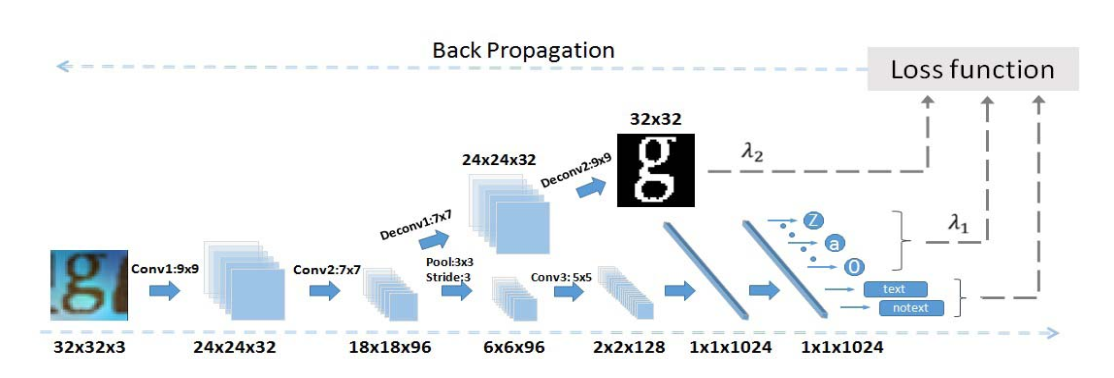 Back Propagation
Loss function
32x32
24x24x32
Deconv2:9x9
λ2
Deconv1:7x7
Z
a
0
λ1
Conv1:9x9
Conv2:7x7
Pool:3x3
Stride:3
Conv3: 5x5
text
notext
32x32x3
24x24x32
18x18x96
6x6x96
2x2x128
1x1x1024
1x1x1024
g
g